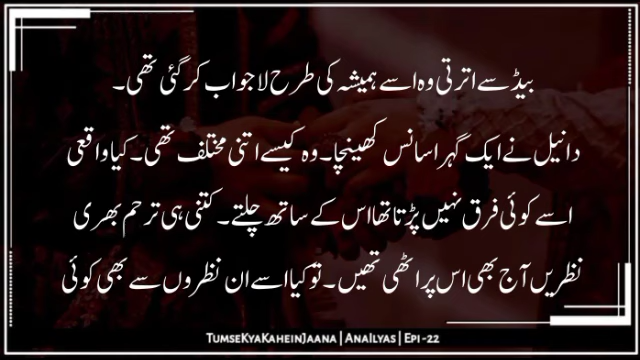 بیڈ سے اترتی وہ اسے ہمیشہ کی طرح لاجواب کر گئی تھی۔
دانیل نے ایک گہرا سانس کھینچا۔ وہ کیسے اتنی مختلف تھی۔ کیا واقعی
اسے کوئی فرق نہیں پڑتا تھا اس کے ساتھ چلتے۔ کتنی ہی ترحم بھری
نظریں آج بھی اس پر اٹھی تھیں۔ تو کیا اسے ان نظروں سے بھی کوئی
TumseKyaKaheinJaana | AnaIlyas | Epi -22